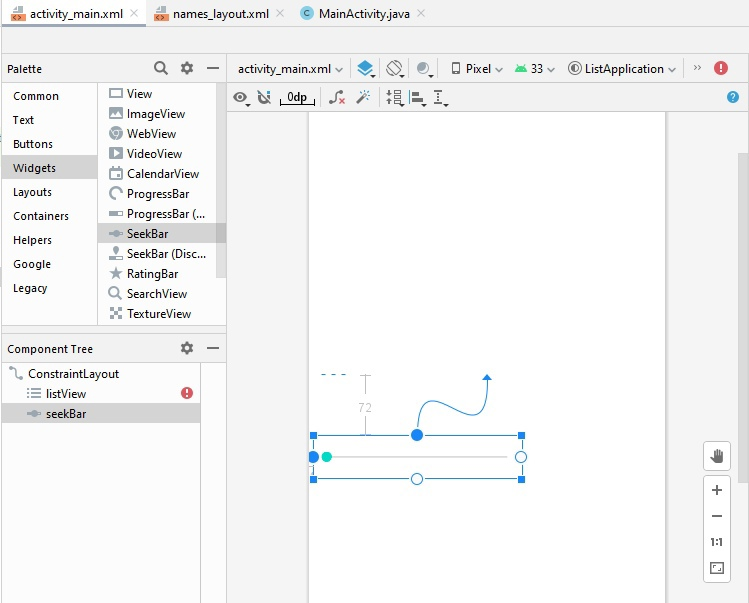 activity_main.xml
names_layout.xml
MainActivity.java
Palette
activity_main.xml
Pixel
33
ListApplication
0dp
Common
Text
Buttons
Widgets
Layouts
Containers
Helpers
Google
Legacy
View
ImageView
WebView
VideoView
CalendarView
ProgressBar
ProgressBar (...
SeekBar
SeekBar (Disc...
RatingBar
SearchView
TextureView
Component Tree
ConstraintLayout
listView
seekBar
72
1:1